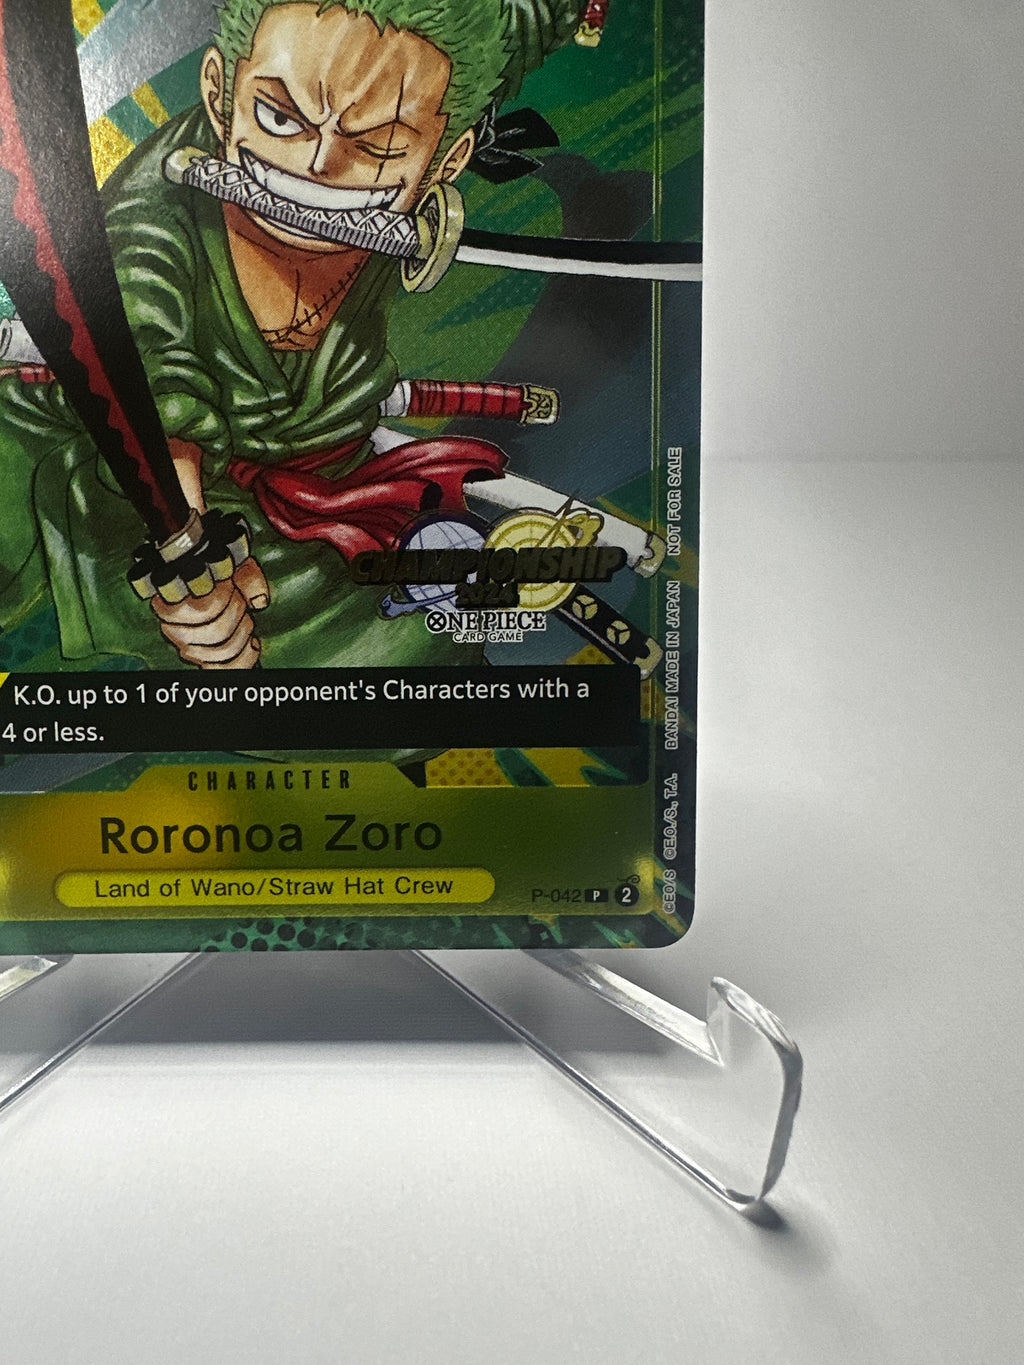 CHAMPIONSHIP
2024
ONE PIECE
CARD GAME
K.O. up to 1 of your opponent's Characters with a
4 or less.
CHARACTER
Roronoa Zoro
Land of Wano/Straw Hat Crew
P-042 P 2
©EO/S ©E.O./S., T.A. BANDAI MADE IN JAPAN NOT FOR SALE